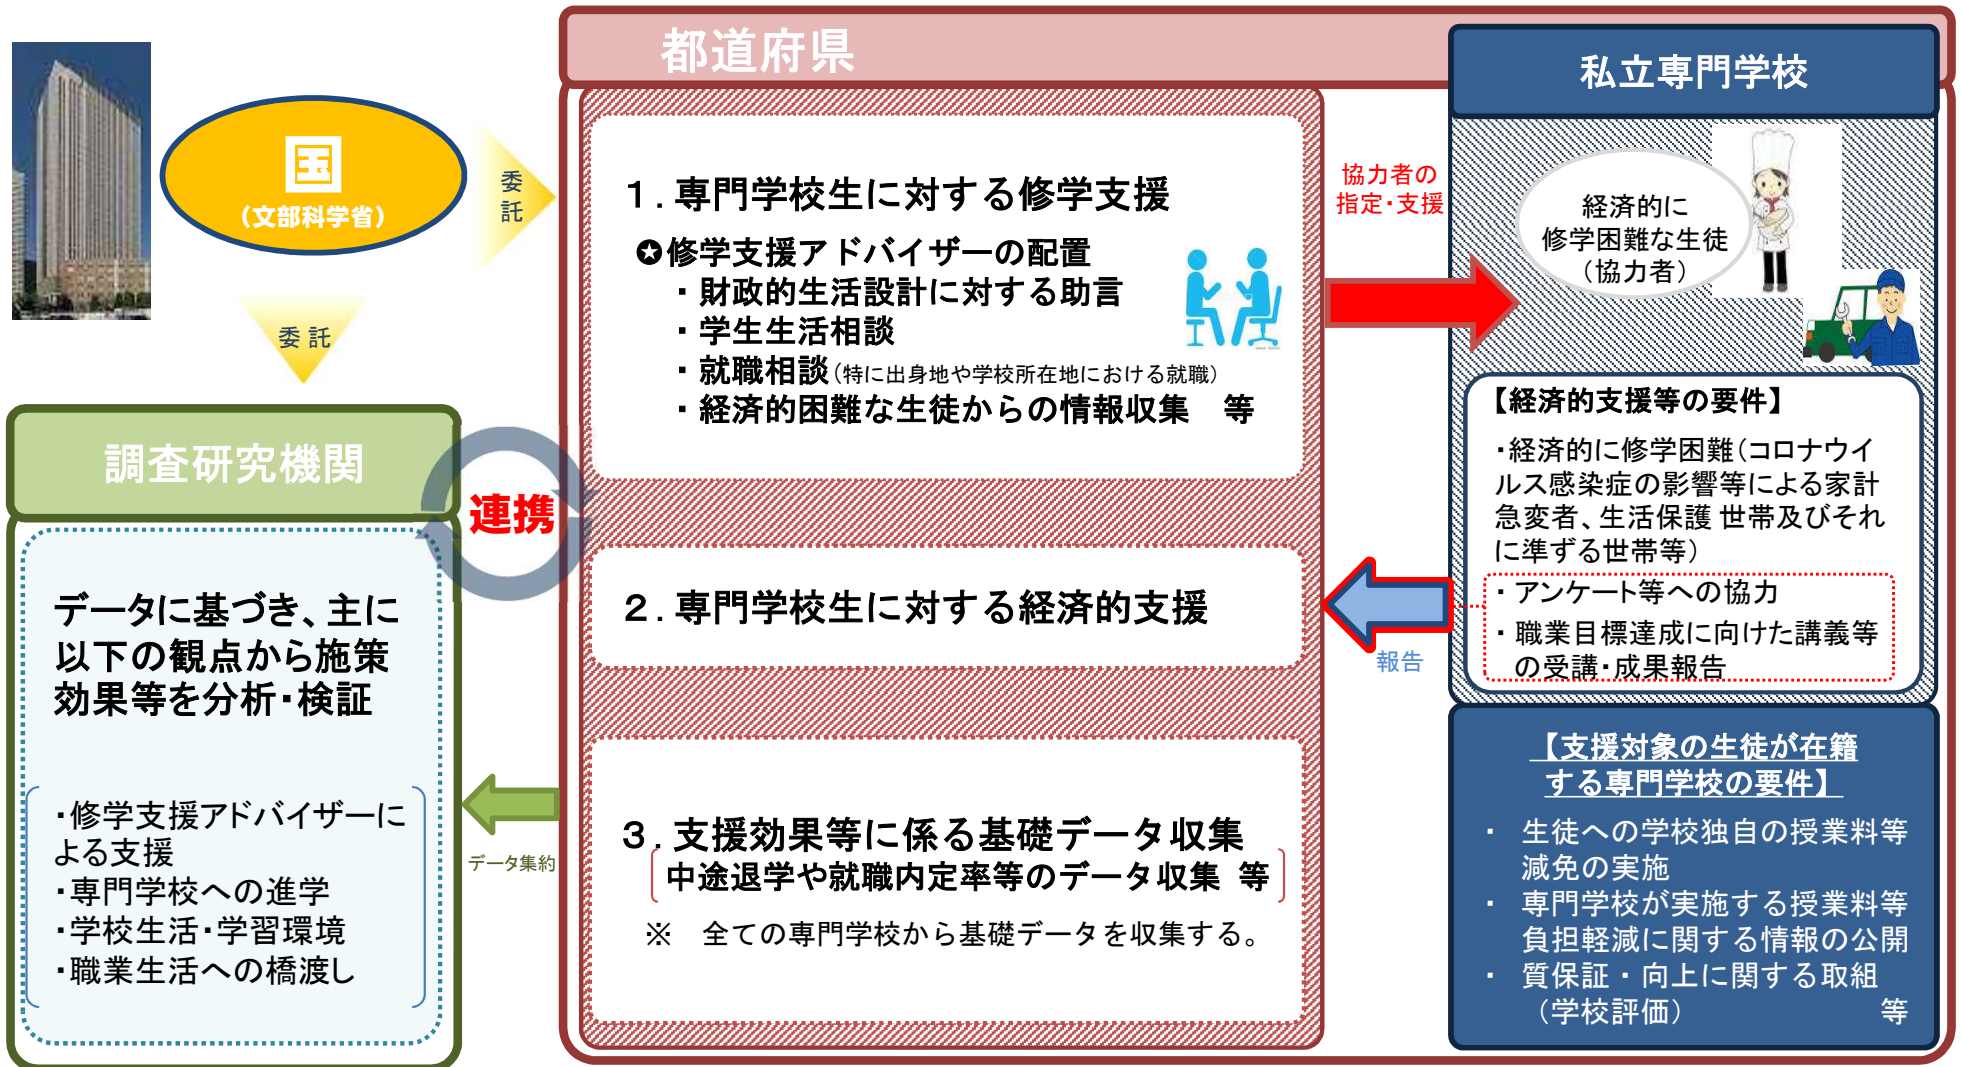 国
（文部科学省）
委託
委託
調査研究機関
データに基づき、主に
以下の観点から施策
効果等を分析・検証
・修学支援アドバイザーに
よる支援
・専門学校への進学
・学校生活・学習環境
・職業生活への橋渡し
連携
データ集約
都道府県
１．専門学校生に対する修学支援
✪修学支援アドバイザーの配置
・財政的生活設計に対する助言
・学生生活相談
・就職相談（特に出身地や学校所在地における就職）
・経済的困難な生徒からの情報収集　等
２．専門学校生に対する経済的支援
３．支援効果等に係る基礎データ収集
中途退学や就職内定率等のデータ収集 等
※　全ての専門学校から基礎データを収集する。
協力者の
指定・支援
報告
私立専門学校
経済的に
修学困難な生徒
（協力者）
【経済的支援等の要件】
・経済的に修学困難（コロナウイ
ルス感染症の影響等による家計
急変者、生活保護 世帯及びそれ
に準ずる世帯等）
・アンケート等への協力
・職業目標達成に向けた講義等
の受講・成果報告
【支援対象の生徒が在籍
する専門学校の要件】
・ 生徒への学校独自の授業料等
減免の実施
・ 専門学校が実施する授業料等
負担軽減に関する情報の公開
・ 質保証・向上に関する取組
（学校評価）　等